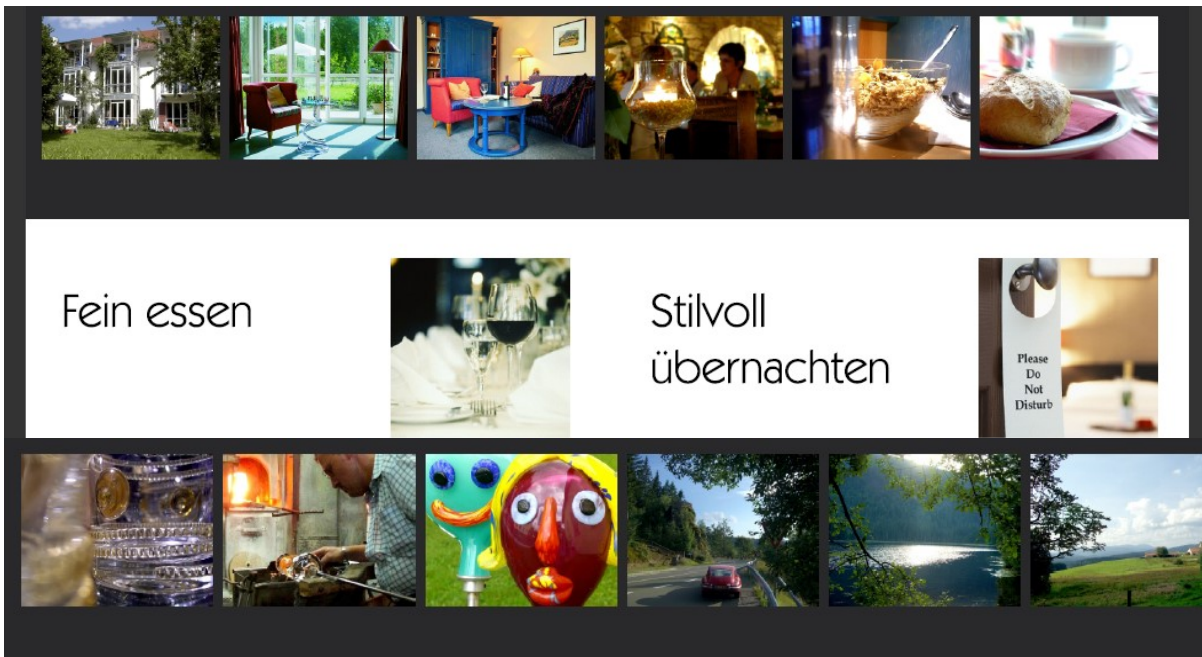 Fein essen
Stilvoll
übernachten
Please
Do
Not
Disturb